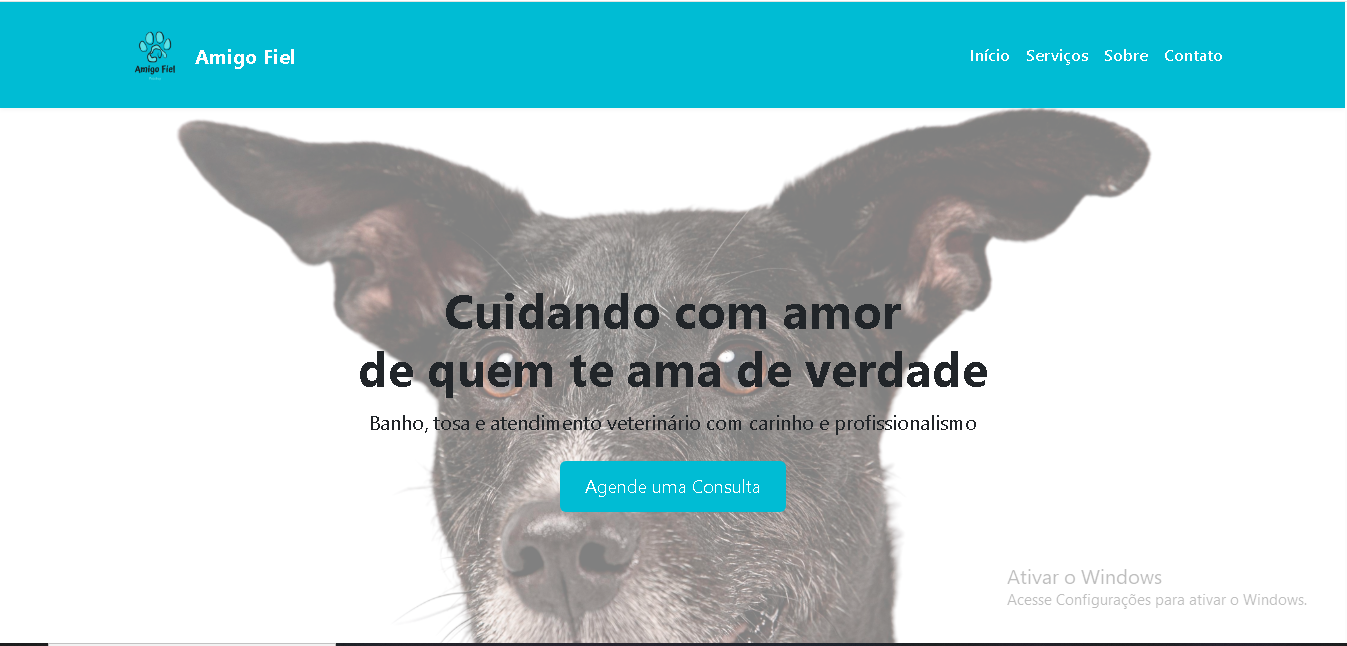 Amigo Fiel
Amigo Fiel
Início Serviços Sobre Contato
Cuidando com amor
de quem te ama de verdade
Banho, tosa e atendimento veterinário com carinho e profissionalismo
Agende uma Consulta
Ativar o Windows
Acesse Configurações para ativar o Windows.